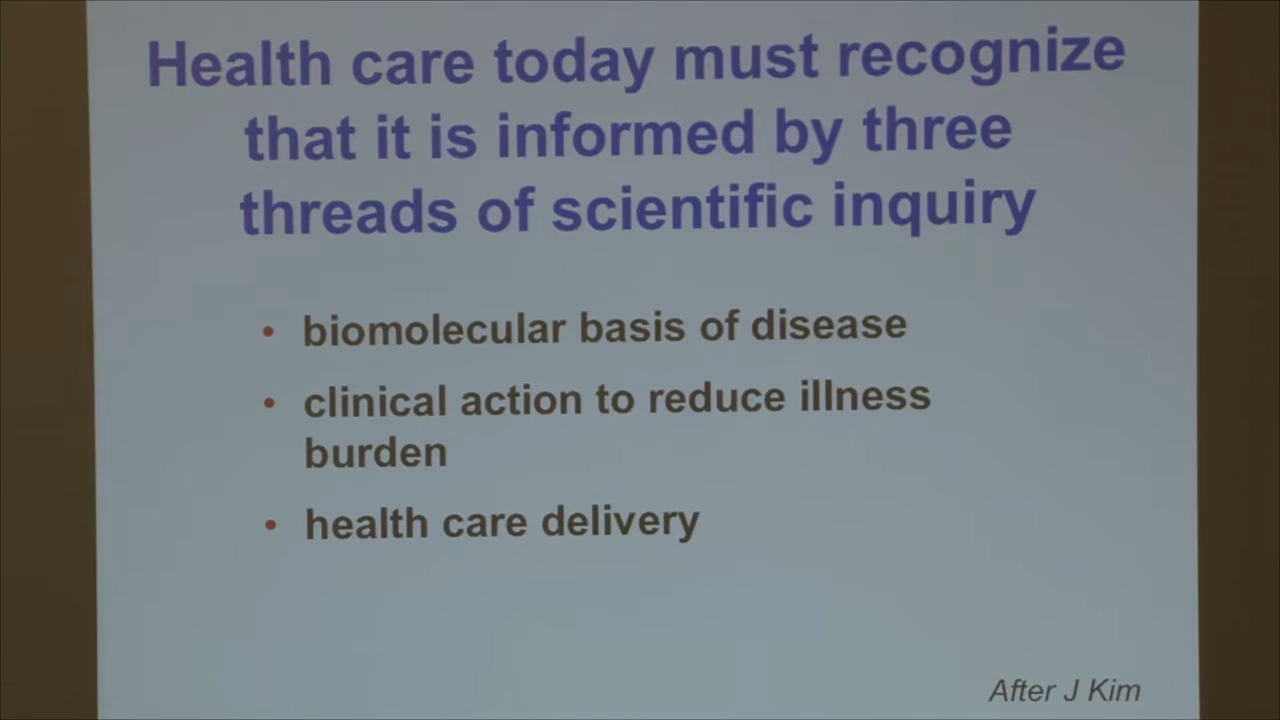 Health care today must recognize
that it is informed by three
threads of scientific inquiry
• biomolecular basis of disease
• clinical action to reduce illness
burden
• health care delivery
After J Kim